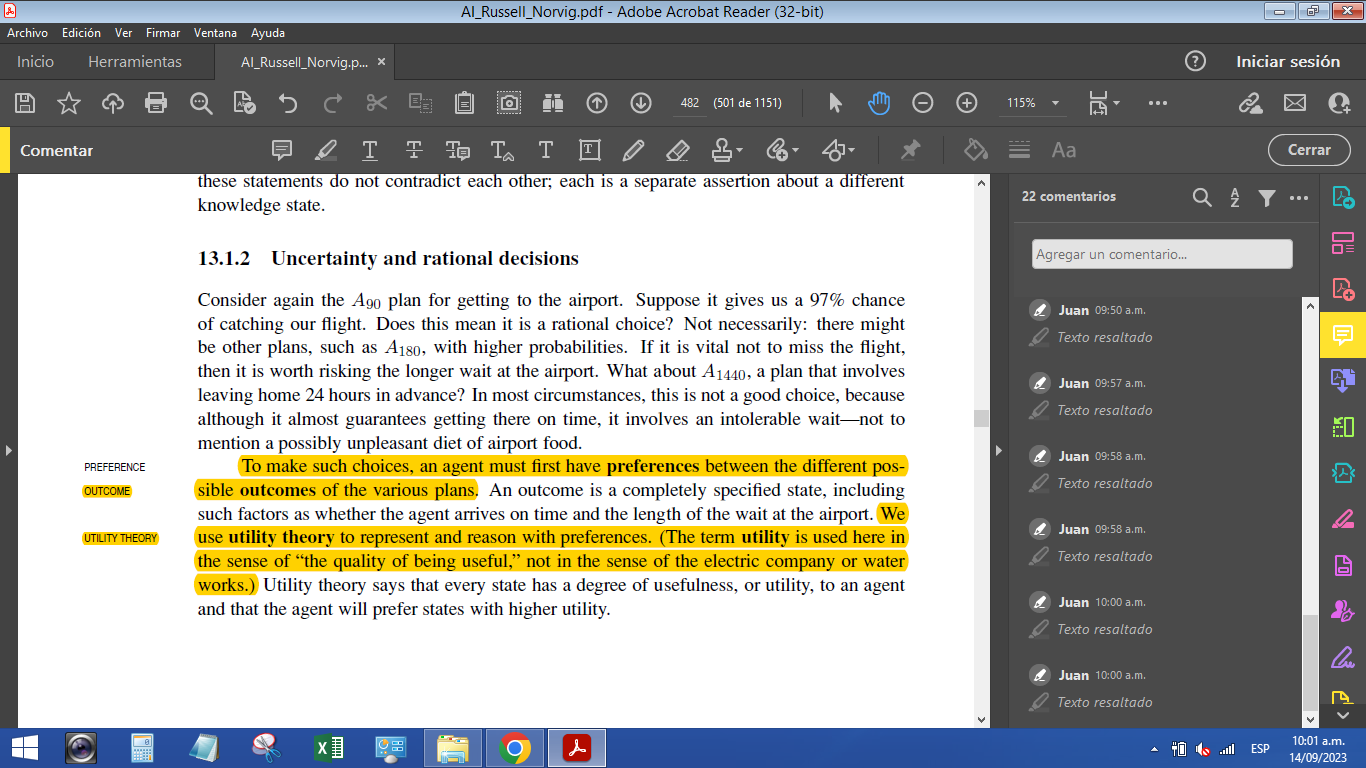 AI_Russell_Norvig.pdf - Adobe Acrobat Reader (32-bit)
Archivo Edición Ver Firmar Ventana Ayuda
Inicio Herramientas AI_Russell_Norvig.p... × Iniciar sesión
482 (501 de 1151) 115%
Comentar Cerrar
these statements do not contradict each other; each is a separate assertion about a different
knowledge state.
13.1.2 Uncertainty and rational decisions
Consider again the A90 plan for getting to the airport. Suppose it gives us a 97% chance
of catching our flight. Does this mean it is a rational choice? Not necessarily: there might
be other plans, such as A180, with higher probabilities. If it is vital not to miss the flight,
then it is worth risking the longer wait at the airport. What about A1440, a plan that involves
leaving home 24 hours in advance? In most circumstances, this is not a good choice, because
although it almost guarantees getting there on time, it involves an intolerable wait—not to
mention a possibly unpleasant diet of airport food.
PREFERENCE To make such choices, an agent must first have preferences between the different pos-
OUTCOME sible outcomes of the various plans. An outcome is a completely specified state, including
such factors as whether the agent arrives on time and the length of the wait at the airport. We
UTILITY THEORY use utility theory to represent and reason with preferences. (The term utility is used here in
the sense of “the quality of being useful,” not in the sense of the electric company or water
works.) Utility theory says that every state has a degree of usefulness, or utility, to an agent
and that the agent will prefer states with higher utility.
22 comentarios
Agregar un comentario...
Juan 09:50 a.m.
Texto resaltado
Juan 09:57 a.m.
Texto resaltado
Juan 09:58 a.m.
Texto resaltado
Juan 09:58 a.m.
Texto resaltado
Juan 10:00 a.m.
Texto resaltado
Juan 10:00 a.m.
Texto resaltado
ESP
10:01 a.m.
14/09/2023